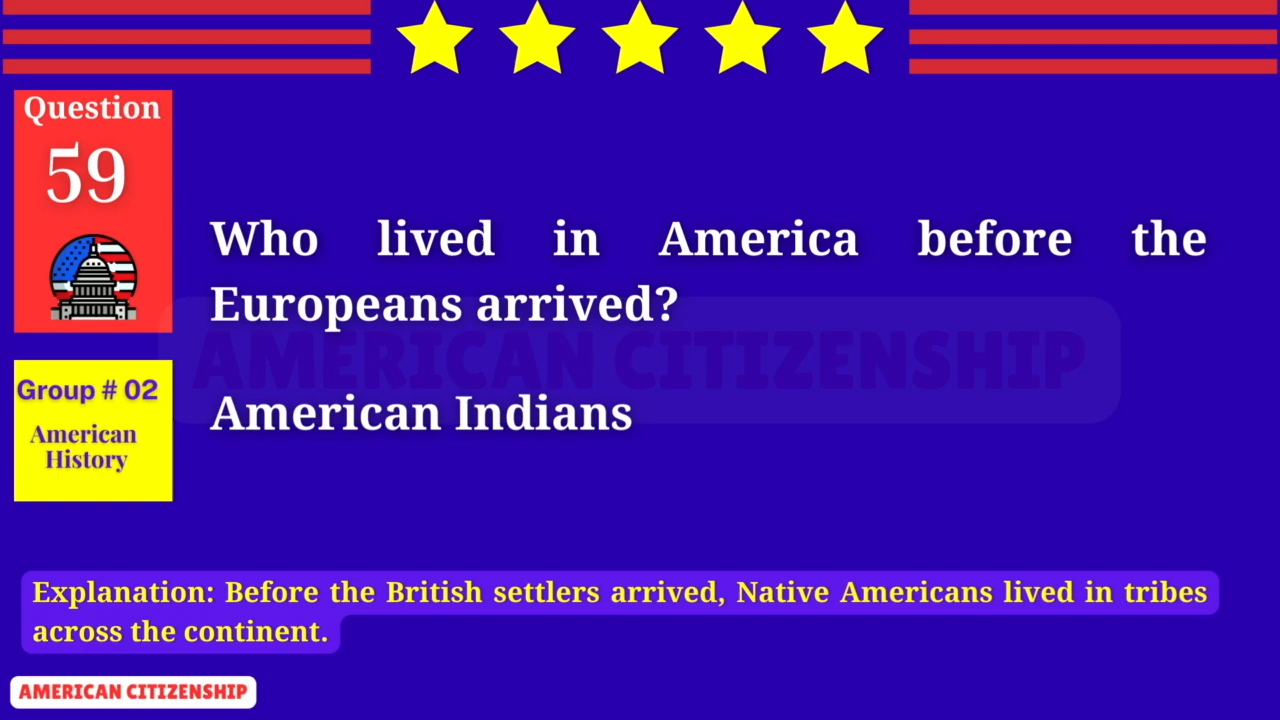 Question
59
Who lived in America before the
Europeans arrived?
AMERICAN CITIZENSHIP
Group # 02
American
History
American Indians
Explanation: Before the British settlers arrived, Native Americans lived in tribes
across the continent.
AMERICAN CITIZENSHIP